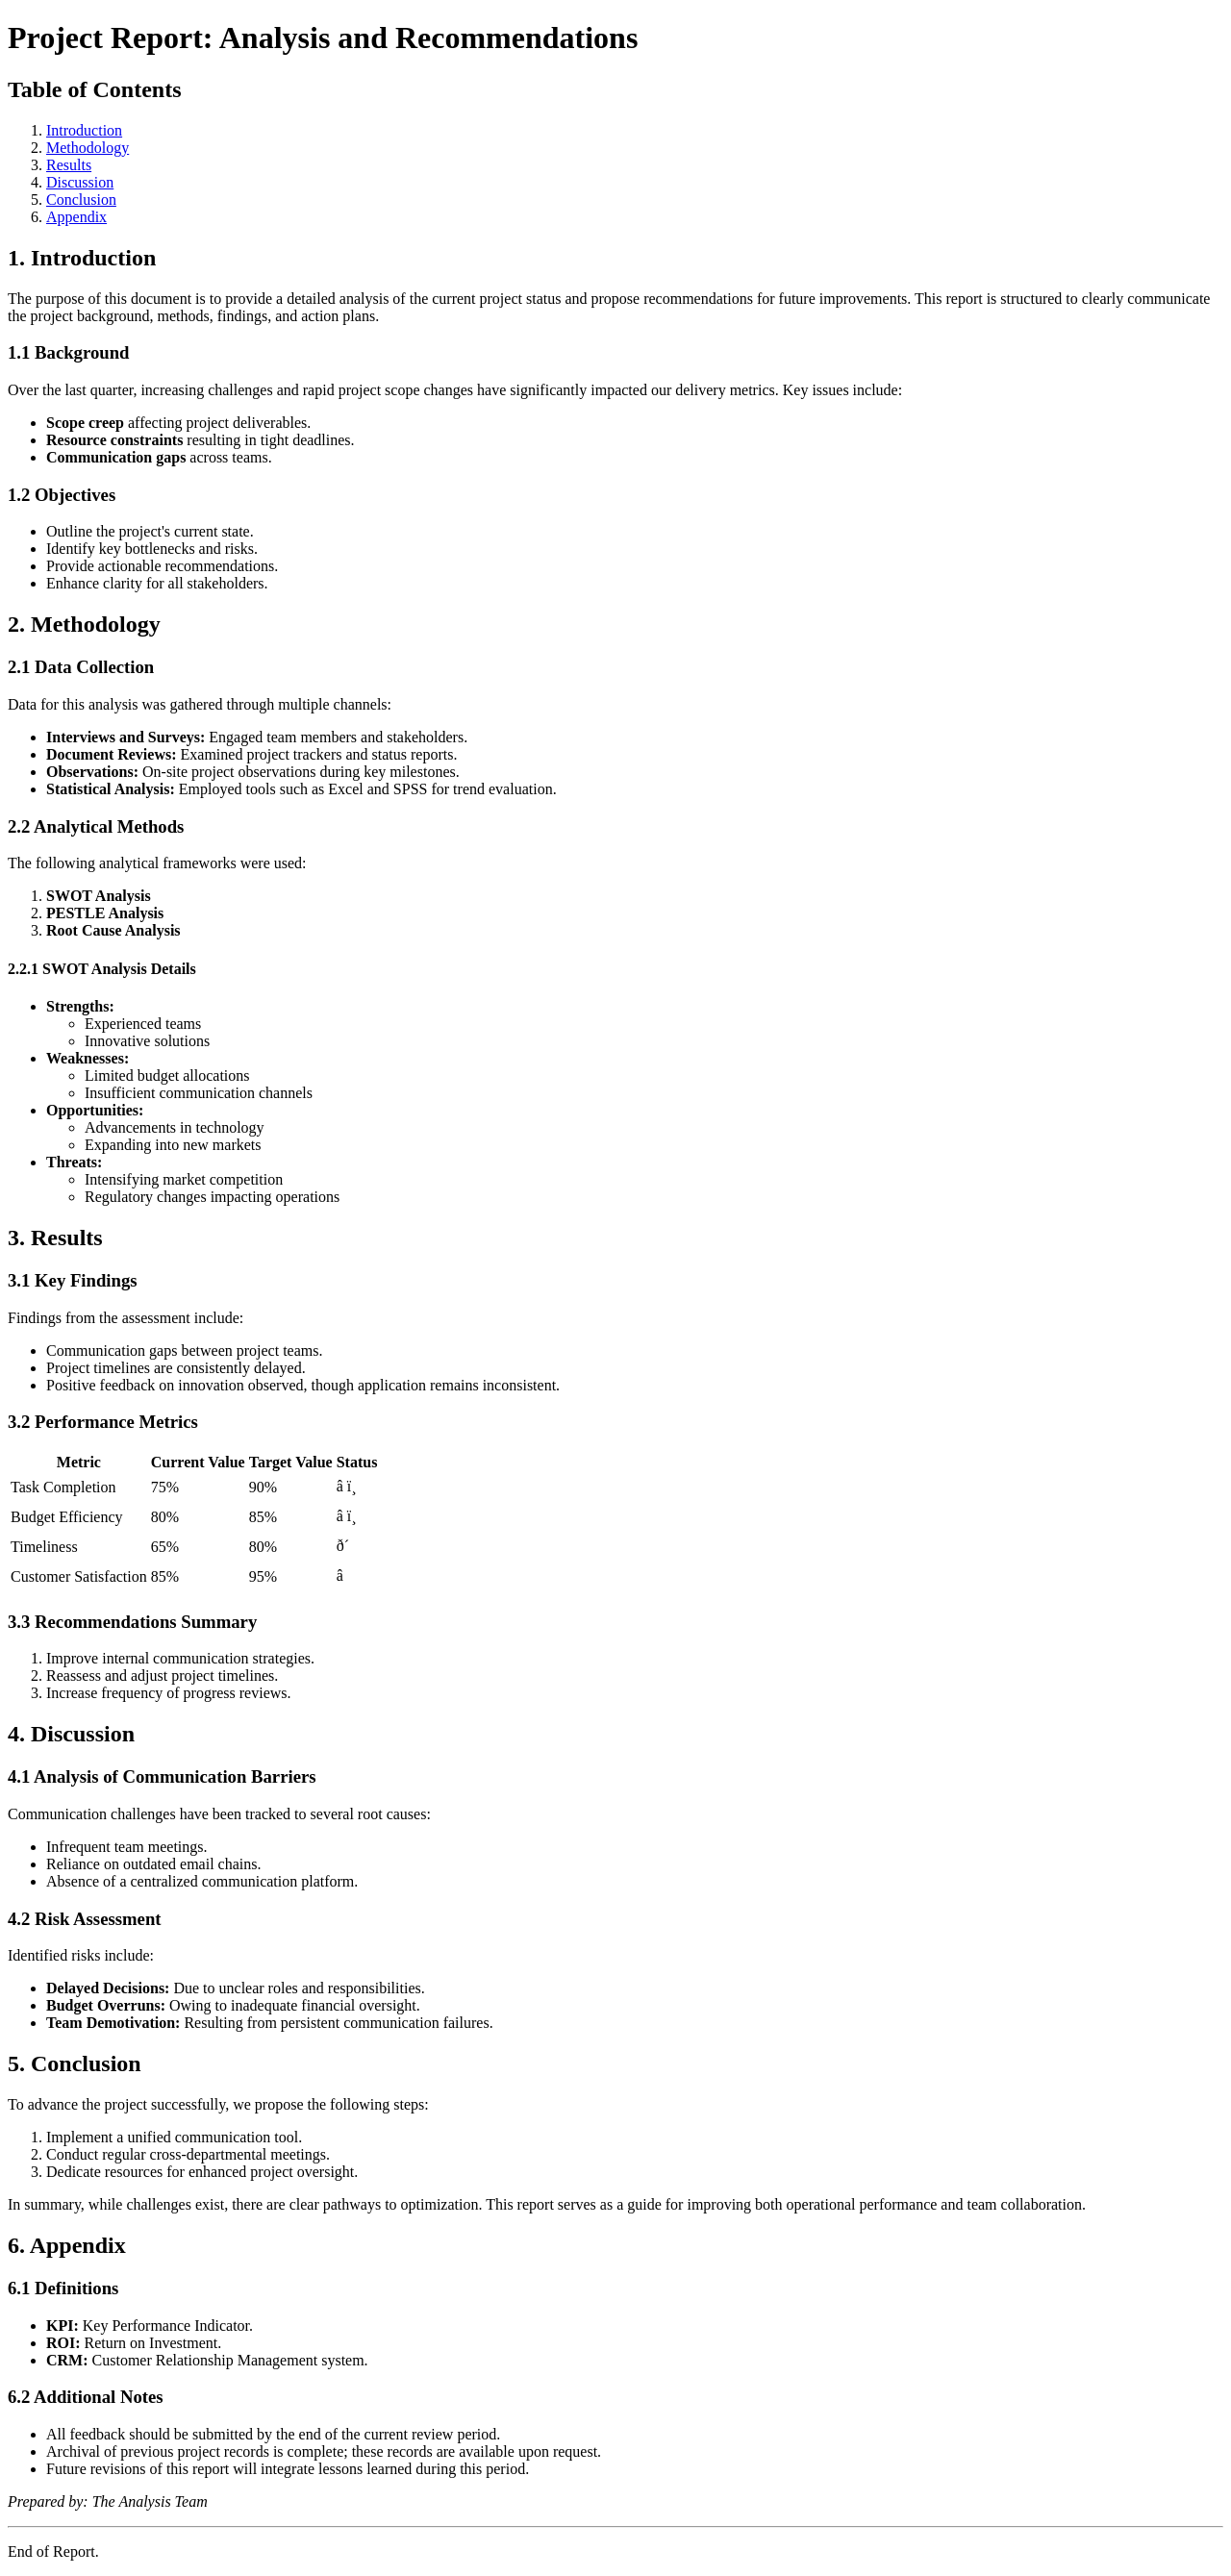 Project Report: Analysis and Recommendations
Table of Contents
1. Introduction
2. Methodology
3. Results
4. Discussion
5. Conclusion
6. Appendix
1. Introduction
The purpose of this document is to provide a detailed analysis of the current project status and propose recommendations for future improvements. This report is structured to clearly communicate
the project background, methods, findings, and action plans.
1.1 Background
Over the last quarter, increasing challenges and rapid project scope changes have significantly impacted our delivery metrics. Key issues include:
• Scope creep affecting project deliverables.
• Resource constraints resulting in tight deadlines.
• Communication gaps across teams.
1.2 Objectives
• Outline the project's current state.
• Identify key bottlenecks and risks.
• Provide actionable recommendations.
• Enhance clarity for all stakeholders.
2. Methodology
2.1 Data Collection
Data for this analysis was gathered through multiple channels:
• Interviews and Surveys: Engaged team members and stakeholders.
• Document Reviews: Examined project trackers and status reports.
• Observations: On-site project observations during key milestones.
• Statistical Analysis: Employed tools such as Excel and SPSS for trend evaluation.
2.2 Analytical Methods
The following analytical frameworks were used:
1. SWOT Analysis
2. PESTLE Analysis
3. Root Cause Analysis
2.2.1 SWOT Analysis Details
• Strengths:
◦ Experienced teams
◦ Innovative solutions
• Weaknesses:
◦ Limited budget allocations
◦ Insufficient communication channels
• Opportunities:
◦ Advancements in technology
◦ Expanding into new markets
• Threats:
◦ Intensifying market competition
◦ Regulatory changes impacting operations
3. Results
3.1 Key Findings
Findings from the assessment include:
• Communication gaps between project teams.
• Project timelines are consistently delayed.
• Positive feedback on innovation observed, though application remains inconsistent.
3.2 Performance Metrics
Metric Current Value Target Value Status
Task Completion 75% 90% â ï¸
Budget Efficiency 80% 85% â ï¸
Timeliness 65% 80% ð´
Customer Satisfaction 85% 95% â
3.3 Recommendations Summary
1. Improve internal communication strategies.
2. Reassess and adjust project timelines.
3. Increase frequency of progress reviews.
4. Discussion
4.1 Analysis of Communication Barriers
Communication challenges have been tracked to several root causes:
• Infrequent team meetings.
• Reliance on outdated email chains.
• Absence of a centralized communication platform.
4.2 Risk Assessment
Identified risks include:
• Delayed Decisions: Due to unclear roles and responsibilities.
• Budget Overruns: Owing to inadequate financial oversight.
• Team Demotivation: Resulting from persistent communication failures.
5. Conclusion
To advance the project successfully, we propose the following steps:
1. Implement a unified communication tool.
2. Conduct regular cross-departmental meetings.
3. Dedicate resources for enhanced project oversight.
In summary, while challenges exist, there are clear pathways to optimization. This report serves as a guide for improving both operational performance and team collaboration.
6. Appendix
6.1 Definitions
• KPI: Key Performance Indicator.
• ROI: Return on Investment.
• CRM: Customer Relationship Management system.
6.2 Additional Notes
• All feedback should be submitted by the end of the current review period.
• Archival of previous project records is complete; these records are available upon request.
• Future revisions of this report will integrate lessons learned during this period.
Prepared by: The Analysis Team
End of Report.